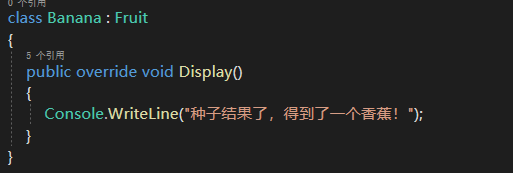 0 个引用
class Banana : Fruit
{
5 个引用
public override void Display()
{
Console.WriteLine("种子结果了，得到了一个香蕉！");
}
}